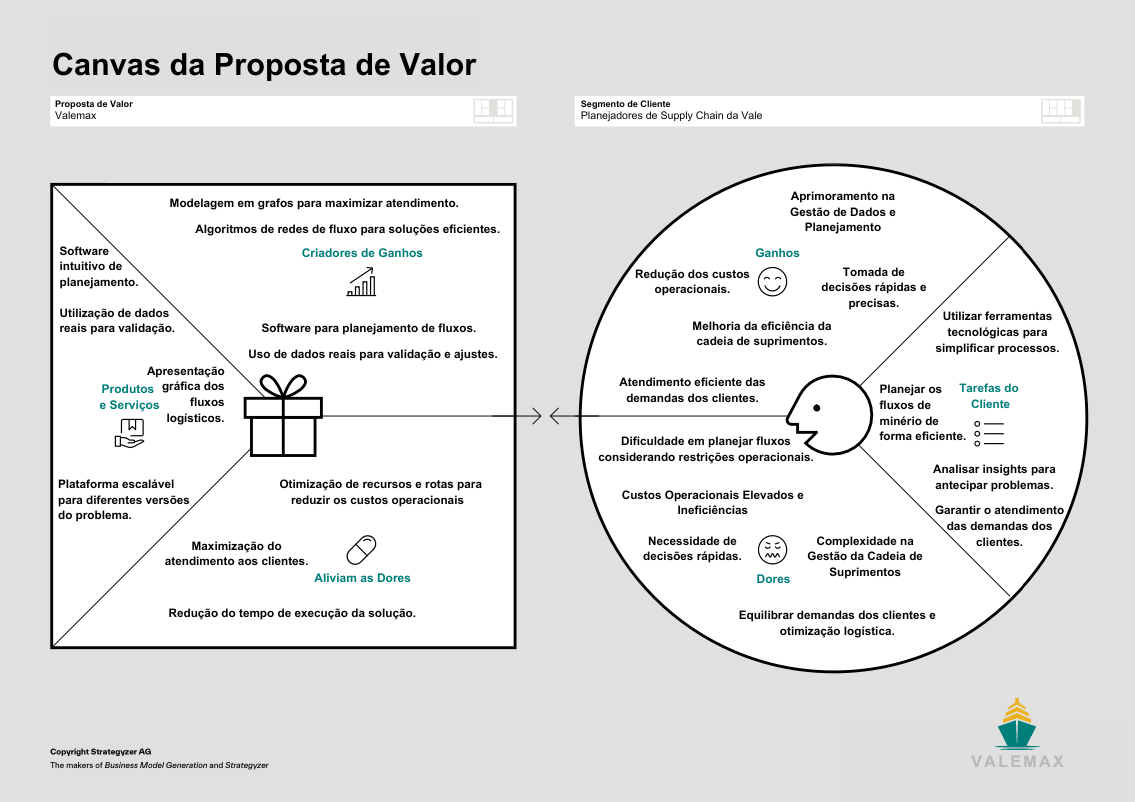 Canvas da Proposta de Valor
Proposta de Valor
Valemax
Segmento de Cliente
Planejadores de Supply Chain da Vale
Modelagem em grafos para maximizar atendimento.
Algoritmos de redes de fluxo para soluções eficientes.
Criadores de Ganhos
Software para planejamento de fluxos.
Uso de dados reais para validação e ajustes.
Software
intuitivo de
planejamento.
Utilização de dados
reais para validação.
Apresentação
gráfica dos
fluxos
logísticos.
Produtos
e Serviços
Plataforma escalável
para diferentes versões
do problema.
Otimização de recursos e rotas para
reduzir os custos operacionais
Maximização do
atendimento aos clientes.
Aliviam as Dores
Redução do tempo de execução da solução.
Aprimoramento na
Gestão de Dados e
Planejamento
Ganhos
Redução dos custos
operacionais.
Tomada de
decisões rápidas e
precisas.
Melhoria da eficiência da
cadeia de suprimentos.
Atendimento eficiente das
demandas dos clientes.
Utilizar ferramentas
tecnológicas para
simplificar processos.
Planejar os
fluxos de
minério de
forma eficiente.
Tarefas do
Cliente
Analisar insights para
antecipar problemas.
Garantir o atendimento
das demandas dos
clientes.
Dificuldade em planejar fluxos
considerando restrições operacionais.
Custos Operacionais Elevados e
Ineficiências
Necessidade de
decisões rápidas.
Dores
Complexidade na
Gestão da Cadeia de
Suprimentos
Equilibrar demandas dos clientes e
otimização logística.
Copyright Strategyzer AG
The makers of Business Model Generation and Strategyzer
VALEMAX